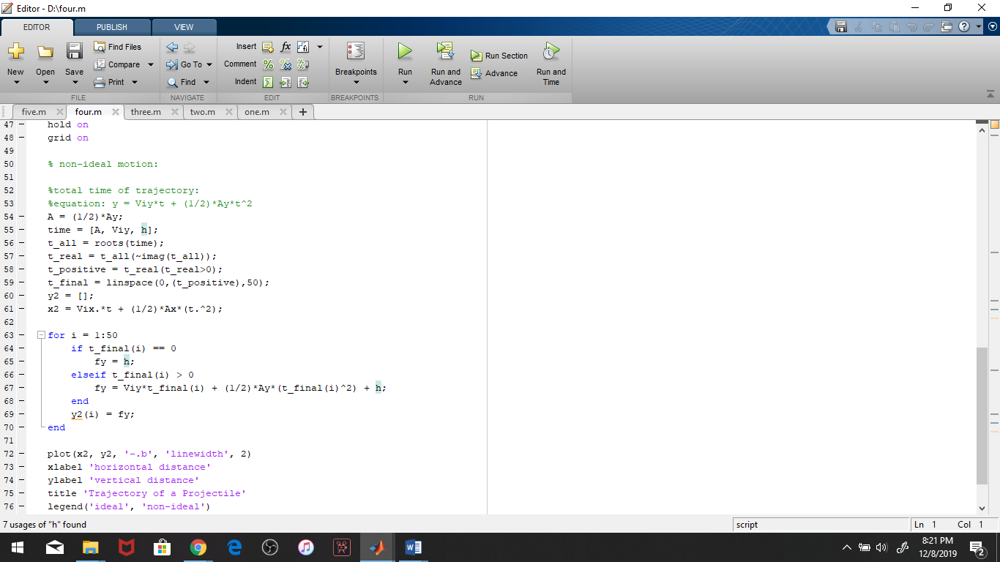 Editor - D:\four.m
EDITOR PUBLISH VIEW
New Open Save Find Files Compare Print
FILE
Go To Find
NAVIGATE
Insert fx
Comment
Indent
EDIT
Breakpoints
BREAKPOINTS
Run Run and Advance Run Section Advance Run and Time
RUN
five.m four.m three.m two.m one.m +
47 hold on
48 grid on
49
50 % non-ideal motion:
51
52 %total time of trajectory:
53 %equation: y = Viy*t + (1/2)*Ay*t^2
54 A = (1/2)*Ay;
55 time = [A, Viy, h];
56 t_all = roots(time);
57 t_real = t_all(~imag(t_all));
58 t_positive = t_real(t_real>0);
59 t_final = linspace(0,(t_positive),50);
60 y2 = [];
61 x2 = Vix.*t + (1/2)*Ax*(t.^2);
62
63 for i = 1:50
64 if t_final(i) == 0
65 fy = h;
66 elseif t_final(i) > 0
67 fy = Viy*t_final(i) + (1/2)*Ay*(t_final(i)^2) + h;
68 end
69 y2(i) = fy;
70 end
71
72 plot(x2, y2, '-.b', 'linewidth', 2)
73 xlabel 'horizontal distance'
74 ylabel 'vertical distance'
75 title 'Trajectory of a Projectile'
76 legend('ideal', 'non-ideal')
7 usages of "h" found script Ln 1 Col 1
8:21 PM
12/8/2019
2